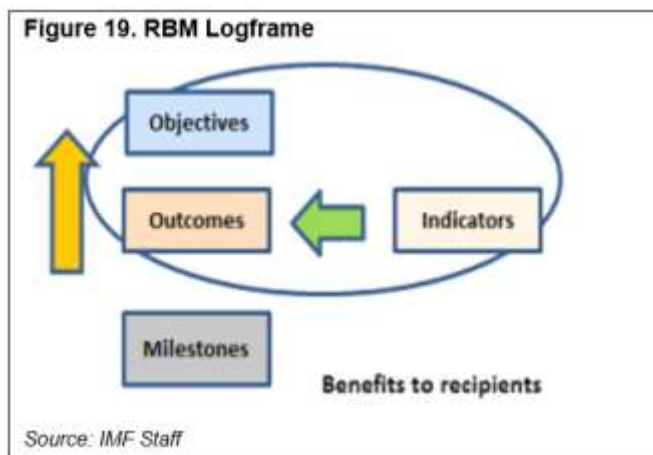 Figure 19. RBM Logframe
Objectives
Outcomes
Indicators
Milestones
Benefits to recipients
Source: IMF Staff